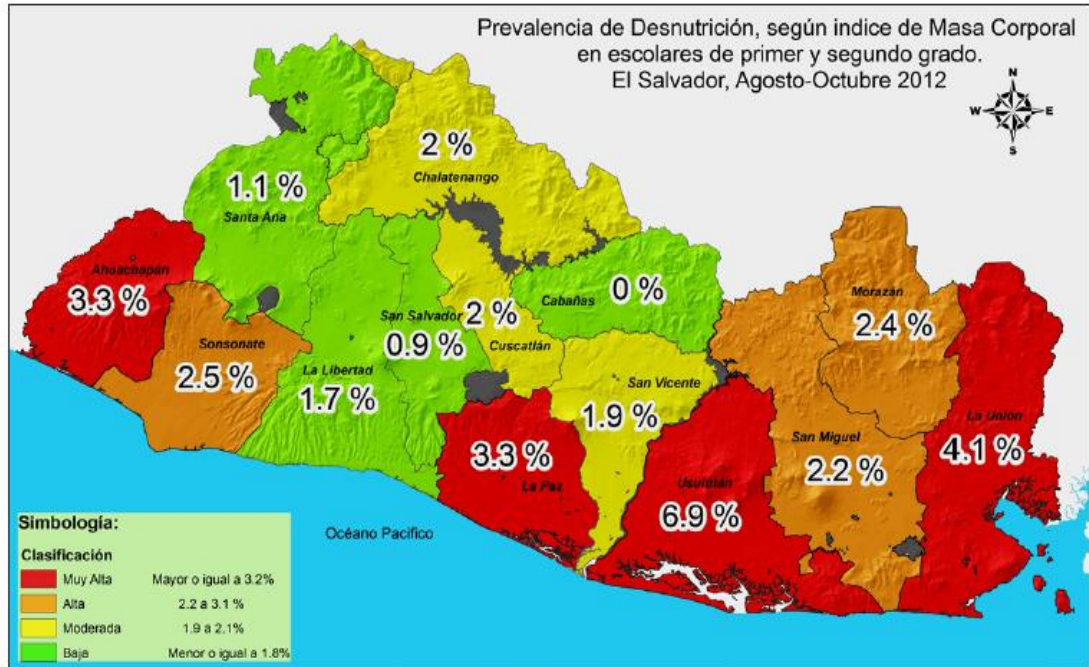 Prevalencia de Desnutrición, según indice de Masa Corporal
en escolares de primer y segundo grado.
El Salvador, Agosto-Octubre 2012
N
W
E
S
2 %
Chalatenango
1.1 %
Santa Ana
Ahuachapán
3.3 %
Cabañas
0 %
Morazán
2.4 %
San Salvador
0.9 %
2 %
Cuscatlán
Sonsonate
2.5 %
La Libertad
1.7 %
San Vicente
1.9 %
La Unión
4.1 %
San Miguel
2.2 %
3.3 %
La Paz
Usulután
6.9 %
Océano Pacifico
Simbología:
Clasificación
Muy Alta Mayor o igual a 3.2%
Alta 2.2 a 3.1 %
Moderada 1.9 a 2.1%
Baja Menor o igual a 1.8%